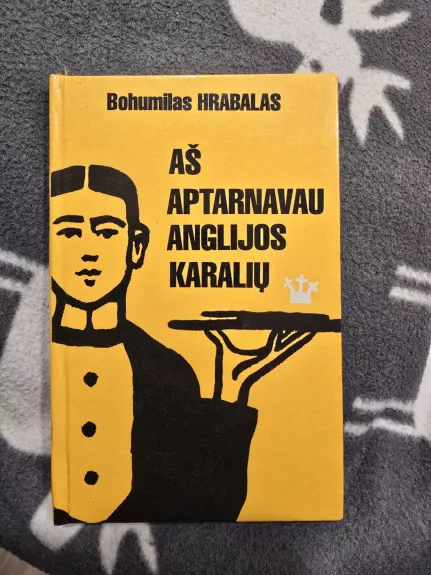 Bohumilas HRABALAS
AŠ
APTARNAVAU
ANGLIJOS
KARALIŲ